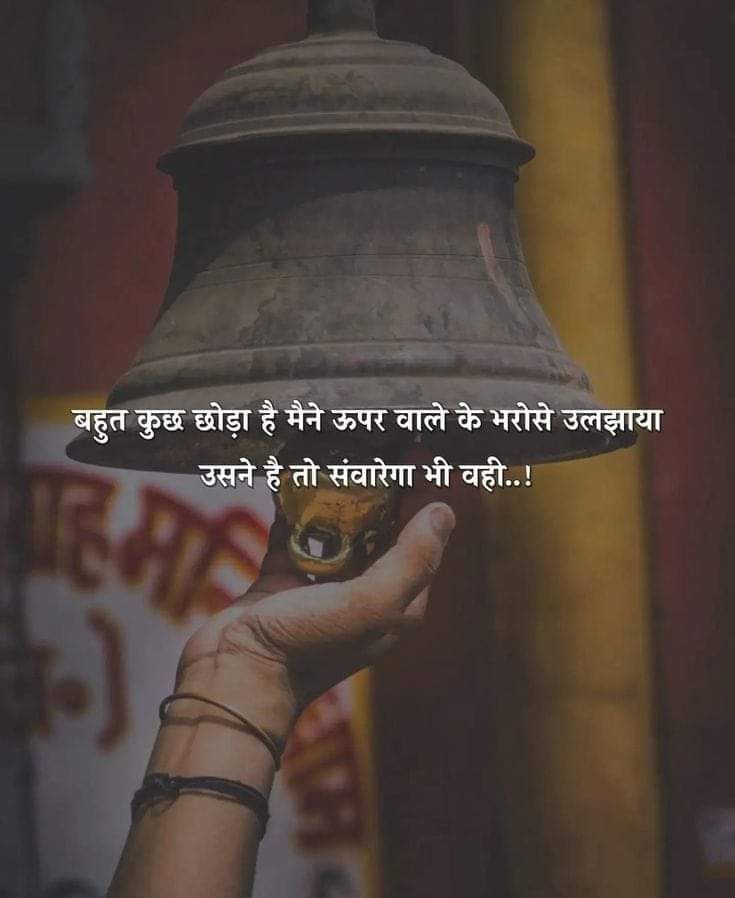 बहुत कुछ छोड़ा है मैने ऊपर वाले के भरोसे उलझाया
उसने है तो संवारेगा भी वही..!